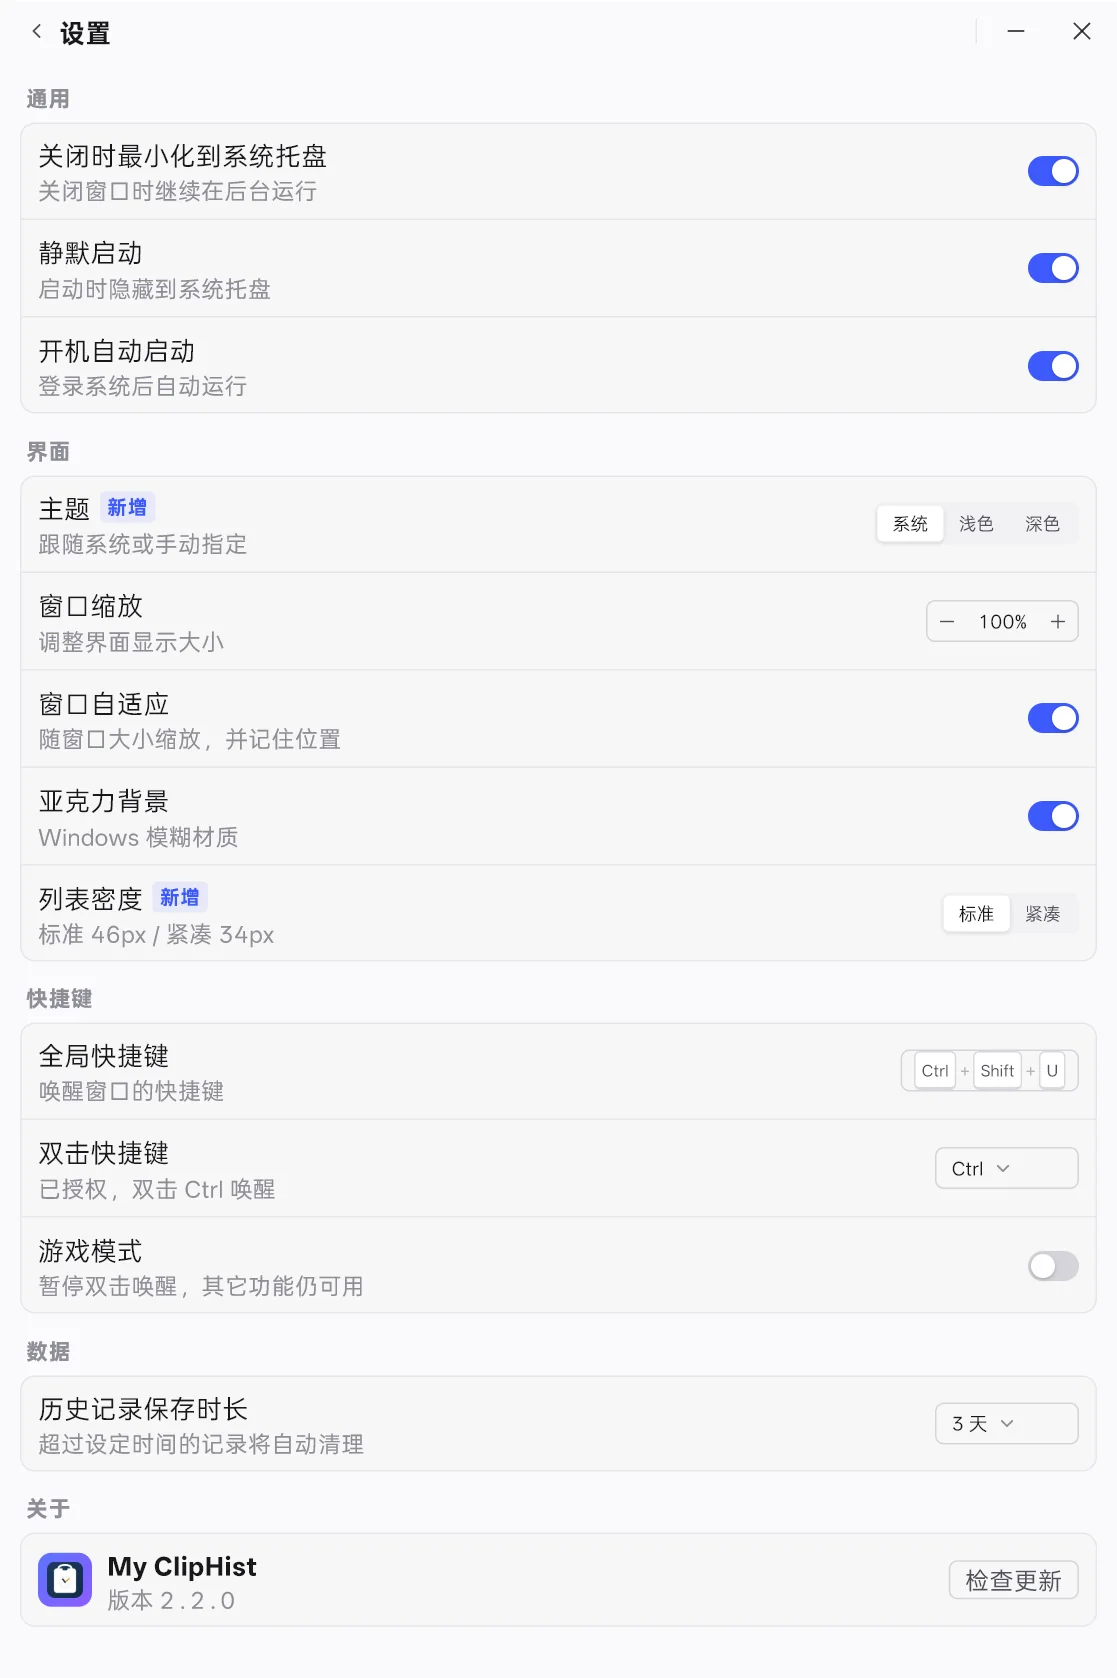 设置
通用
关闭时最小化到系统托盘
关闭窗口时继续在后台运行
静默启动
启动时隐藏到系统托盘
开机自动启动
登录系统后自动运行
界面
主题 新增
跟随系统或手动指定
系统 浅色 深色
窗口缩放
调整界面显示大小
− 100% +
窗口自适应
随窗口大小缩放，并记住位置
亚克力背景
Windows 模糊材质
列表密度 新增
标准 46px / 紧凑 34px
标准 紧凑
快捷键
全局快捷键
唤醒窗口的快捷键
Ctrl + Shift + U
双击快捷键
已授权，双击 Ctrl 唤醒
Ctrl
游戏模式
暂停双击唤醒，其它功能仍可用
数据
历史记录保存时长
超过设定时间的记录将自动清理
3 天
关于
My ClipHist
版本 2.2.0
检查更新